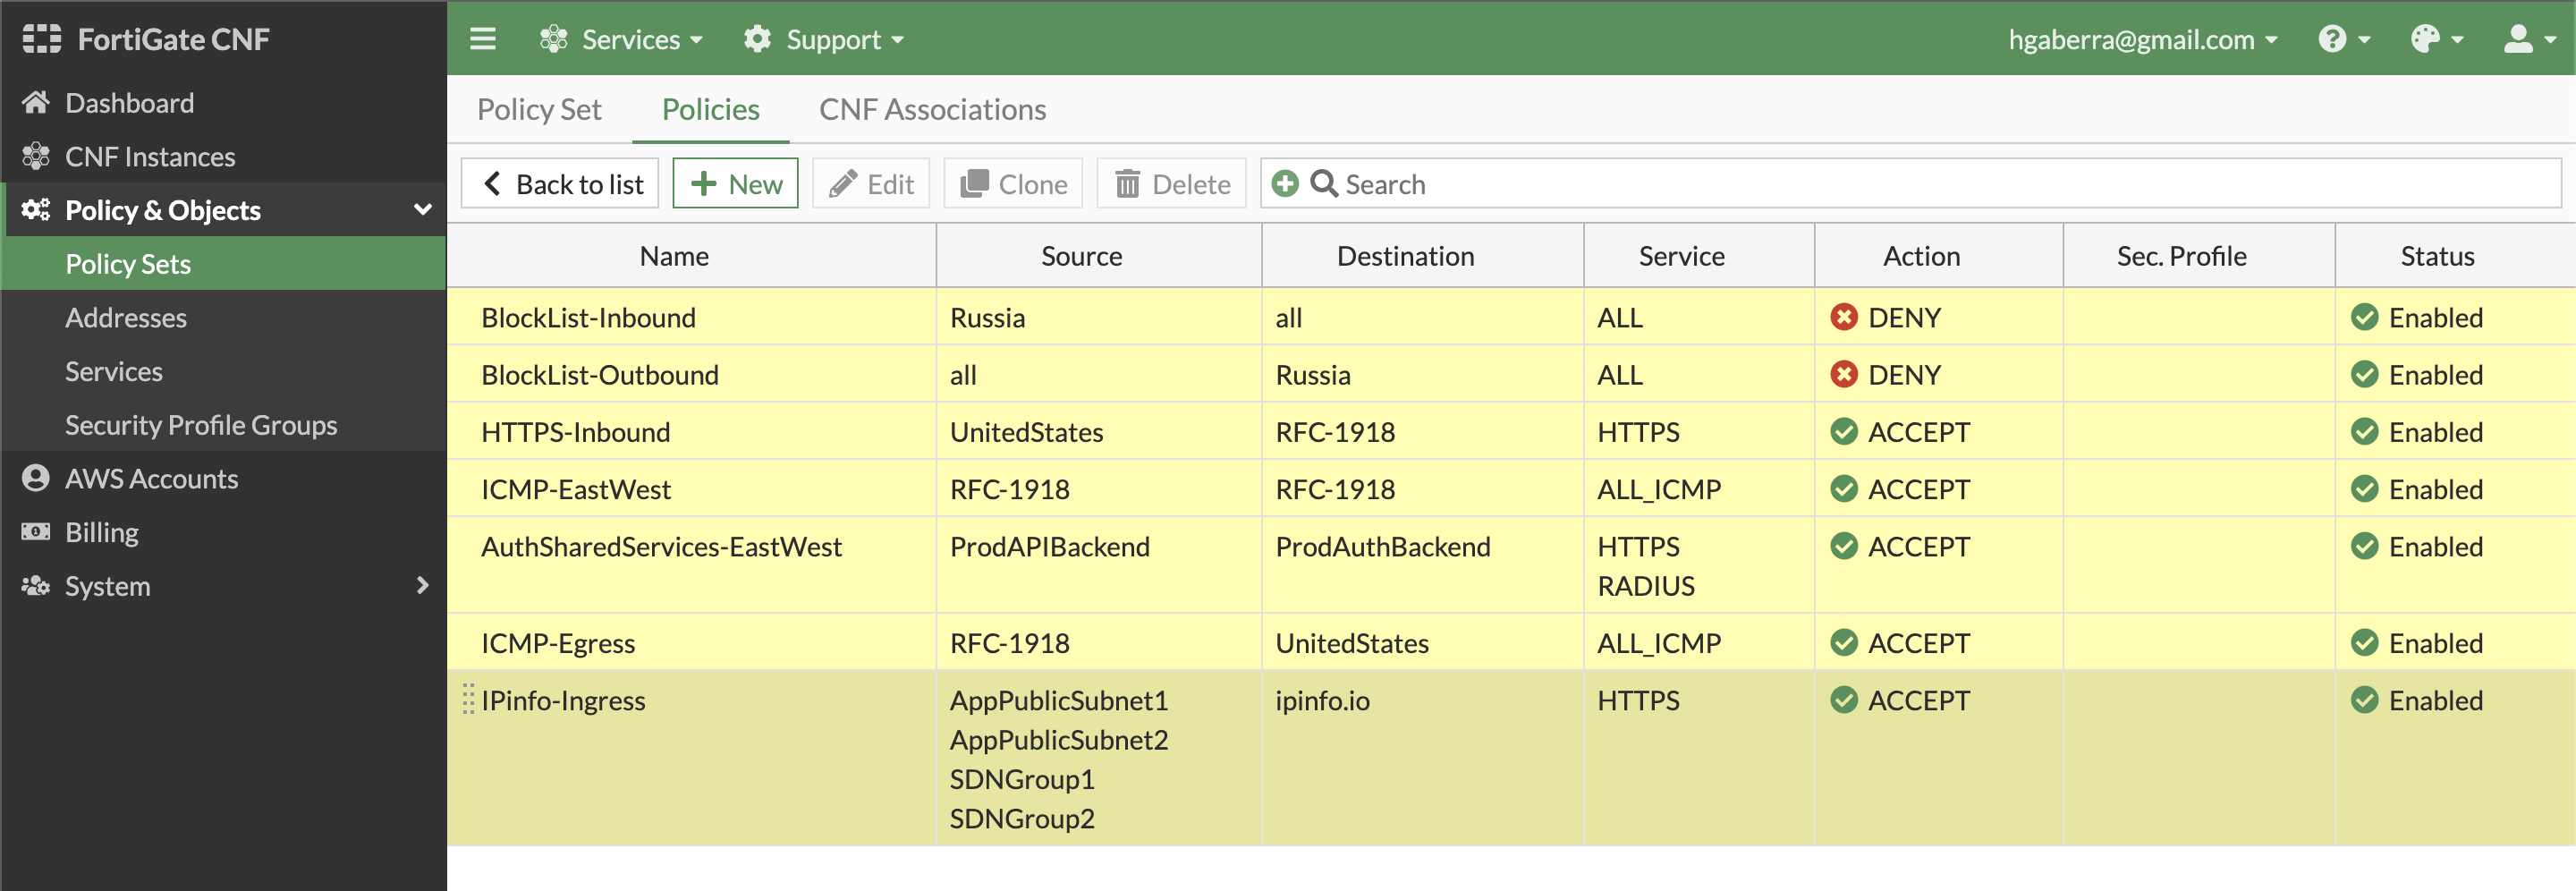 FortiGate CNF
Services
Support
hgaberra@gmail.com
Dashboard
CNF Instances
Policy & Objects
Policy Sets
Addresses
Services
Security Profile Groups
AWS Accounts
Billing
System
Policy Set
Policies
CNF Associations
Back to list
New
Edit
Clone
Delete
Search
Name Source Destination Service Action Sec. Profile Status
BlockList-Inbound Russia all ALL DENY Enabled
BlockList-Outbound all Russia ALL DENY Enabled
HTTPS-Inbound UnitedStates RFC-1918 HTTPS ACCEPT Enabled
ICMP-EastWest RFC-1918 RFC-1918 ALL_ICMP ACCEPT Enabled
AuthSharedServices-EastWest ProdAPIBackend ProdAuthBackend HTTPS ACCEPT Enabled
RADIUS
ICMP-Egress RFC-1918 UnitedStates ALL_ICMP ACCEPT Enabled
IPinfo-Ingress AppPublicSubnet1 ipinfo.io HTTPS ACCEPT Enabled
AppPublicSubnet2
SDNGroup1
SDNGroup2